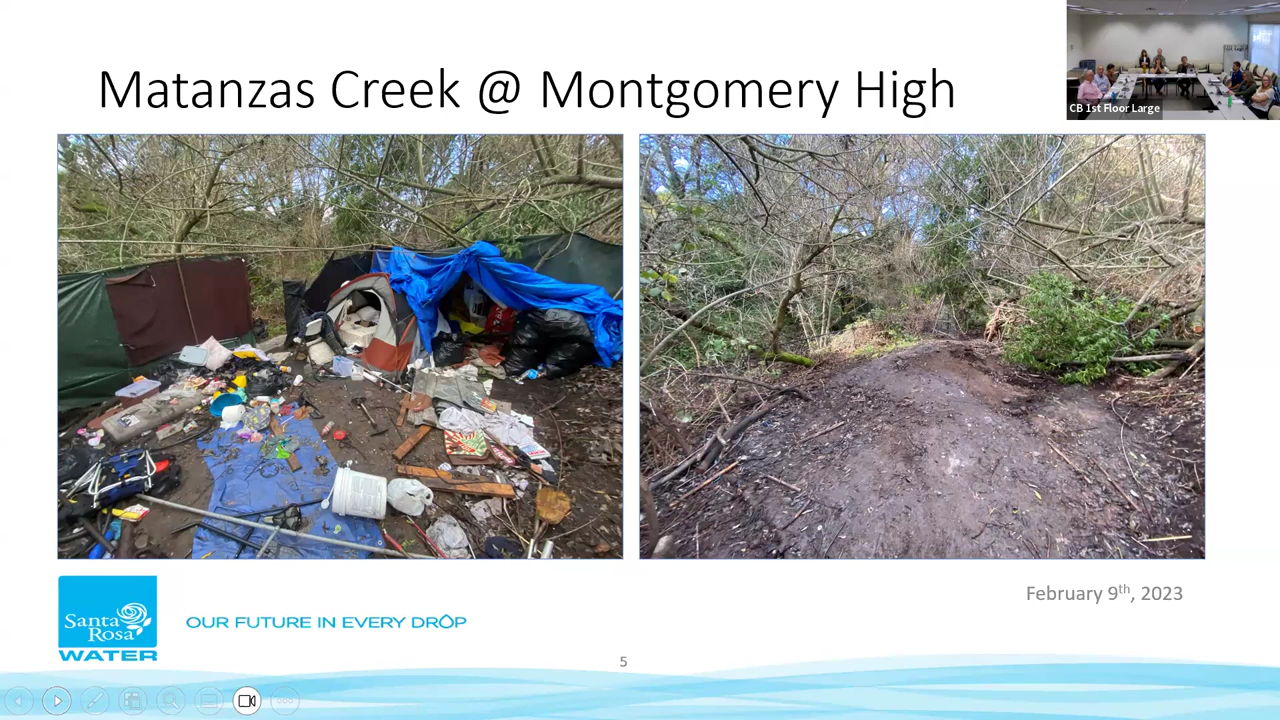 Matanzas Creek @ Montgomery High
CB 1st Floor Large
February 9th, 2023
Santa
Rosa
WATER
OUR FUTURE IN EVERY DROP
5